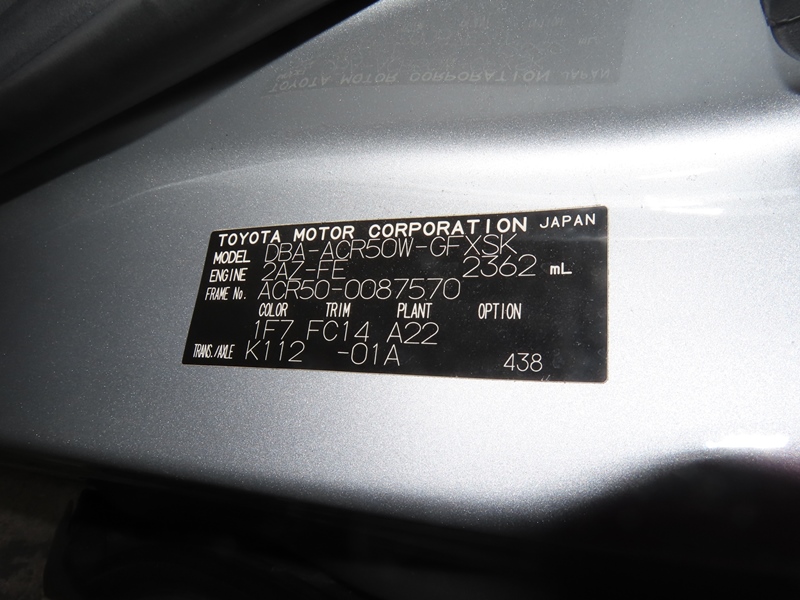 TOYOTA MOTOR CORPORATION JAPAN
MODEL DBA-ACR50W-GFXSK
ENGINE 2AZ-FE 2362 mL
FRAME No. ACR50-0087570
COLOR TRIM PLANT OPTION
1F7 FC14 A22
TRANS./AXLE K112 -01A
438